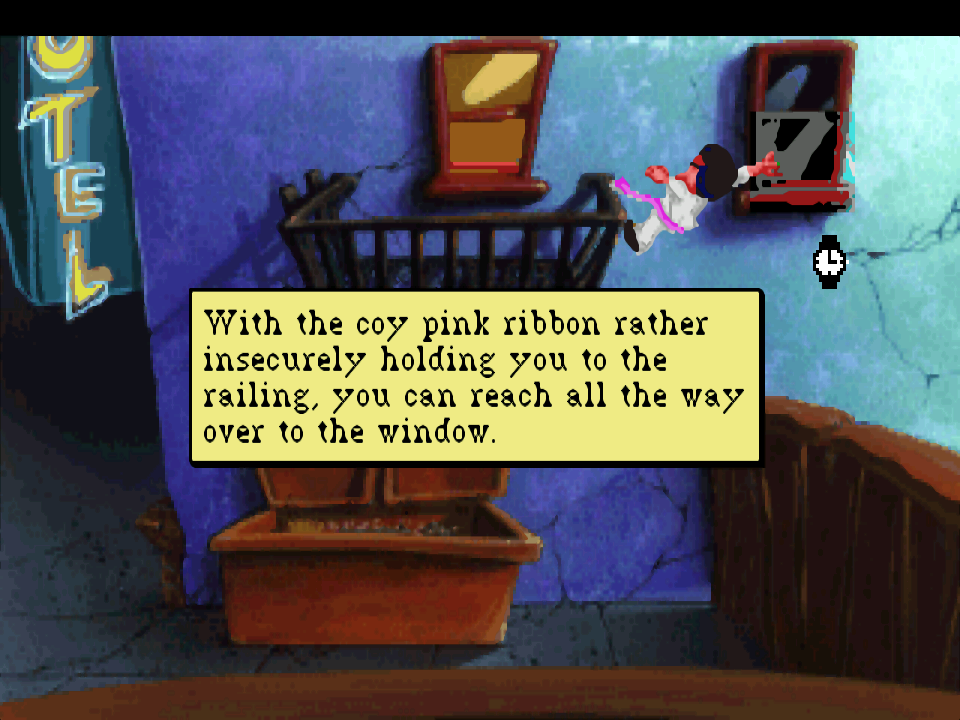 OTEL
With the coy pink ribbon rather
insecurely holding you to the
railing, you can reach all the way
over to the window.